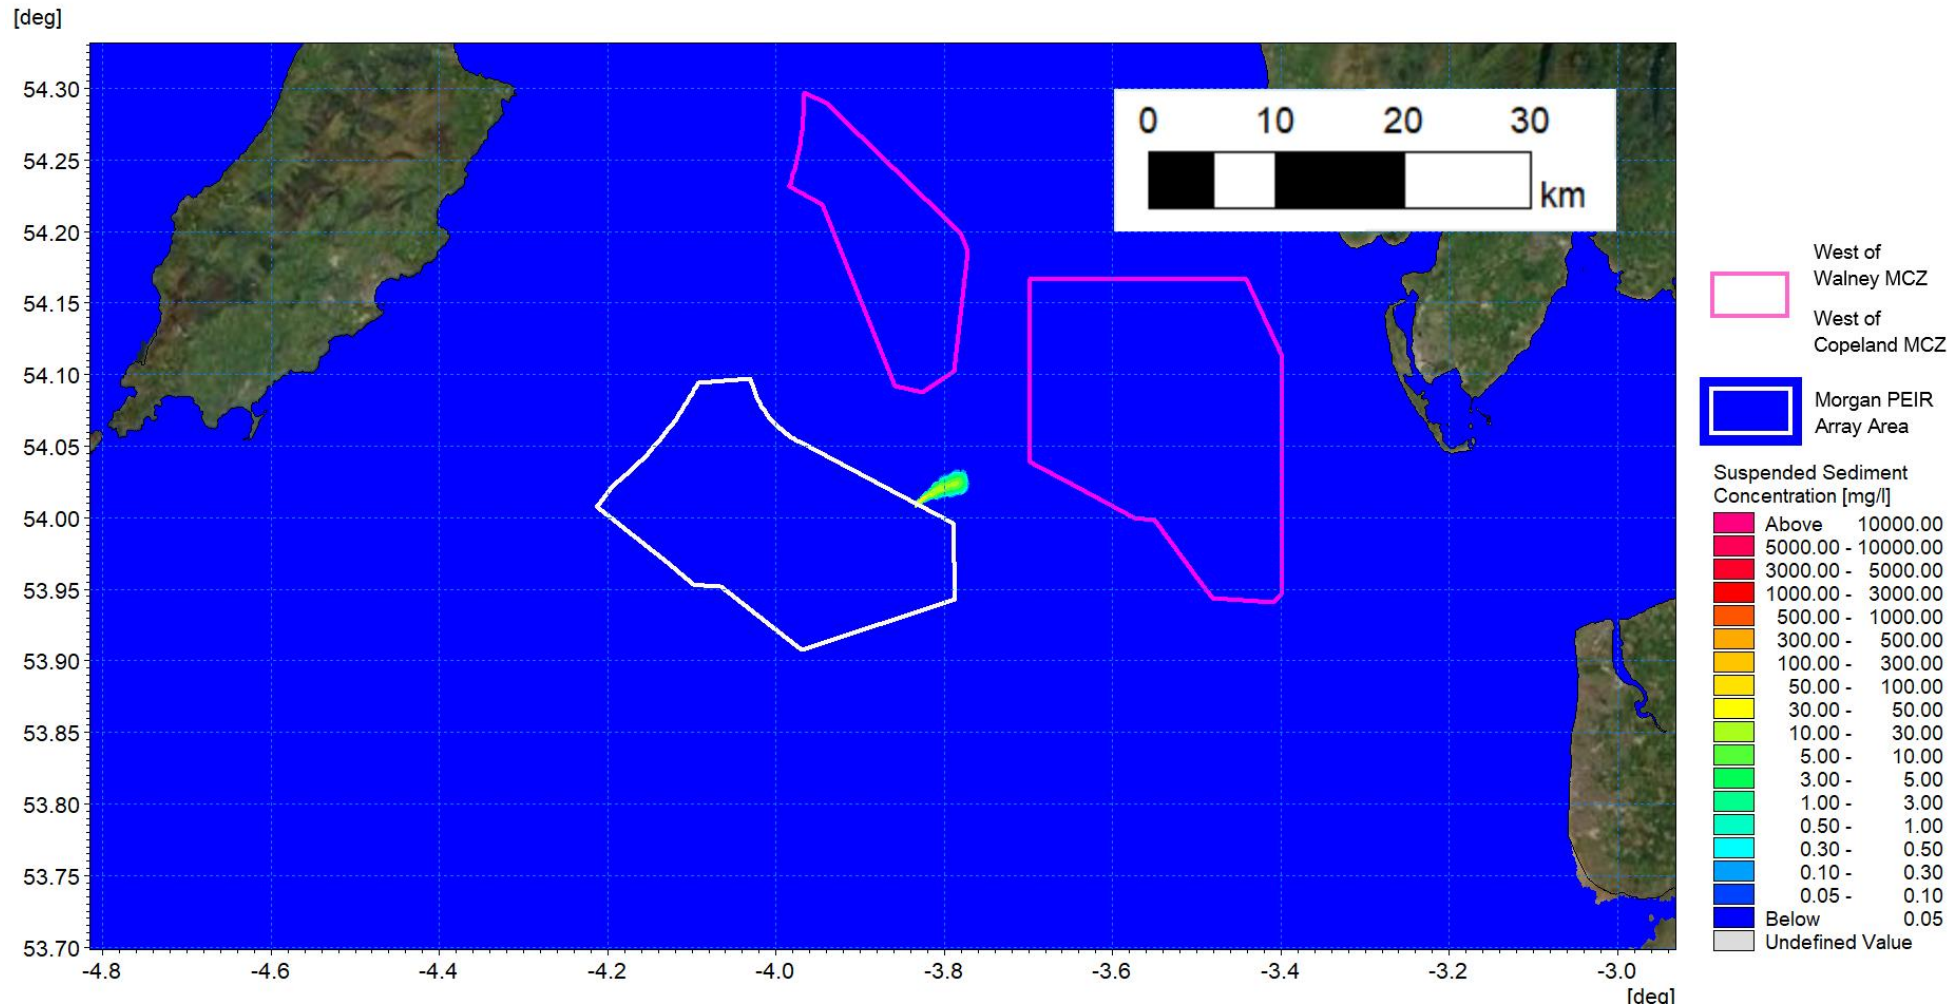 [deg]
54.30
54.25
54.20
54.15
54.10
54.05
54.00
53.95
53.90
53.85
53.80
53.75
53.70
-4.8 -4.6 -4.4 -4.2 -4.0 -3.8 -3.6 -3.4 -3.2 -3.0
[deg]
0 10 20 30
km
West of
Walney MCZ
West of
Copeland MCZ
Morgan PEIR
Array Area
Suspended Sediment
Concentration [mg/l]
Above 10000.00
5000.00 - 10000.00
3000.00 - 5000.00
1000.00 - 3000.00
500.00 - 1000.00
300.00 - 500.00
100.00 - 300.00
50.00 - 100.00
30.00 - 50.00
10.00 - 30.00
5.00 - 10.00
3.00 - 5.00
1.00 - 3.00
0.50 - 1.00
0.30 - 0.50
0.10 - 0.30
0.05 - 0.10
Below 0.05
Undefined Value